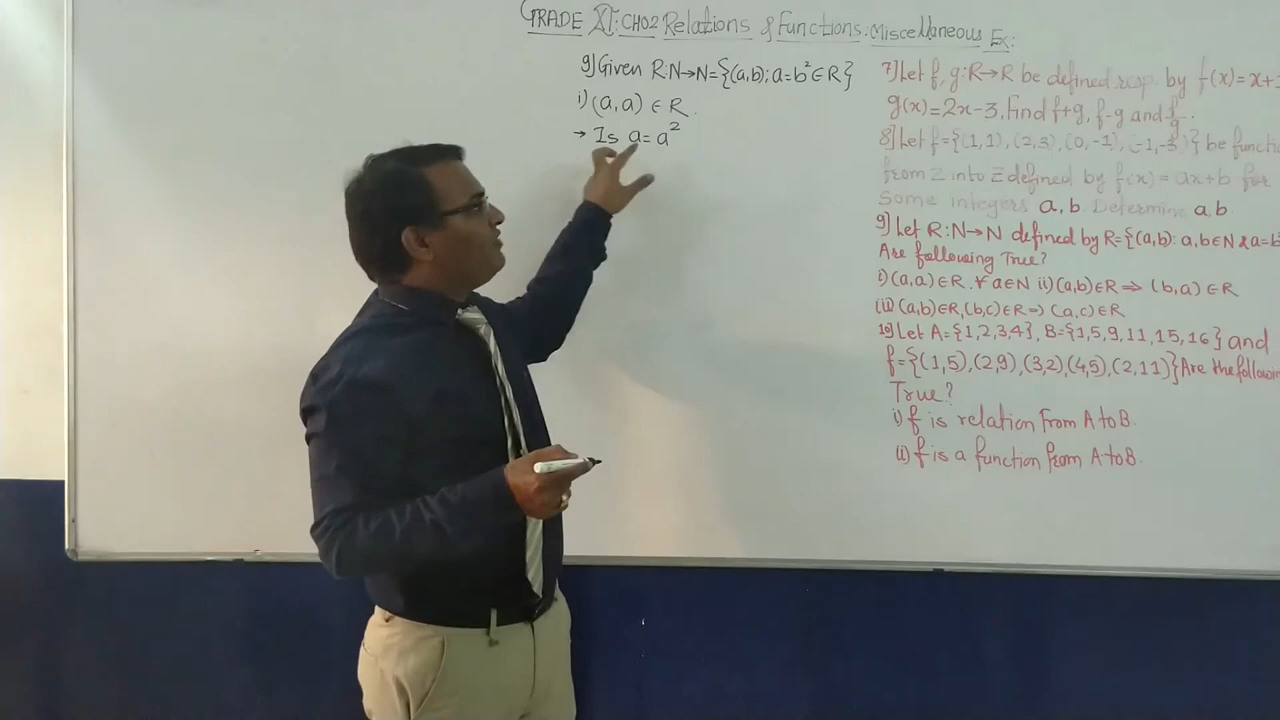 GRADE XI: CH02 Relations & Functions: Miscellaneous Ex:
9) Given R:N→N={(a,b); a=b²∈R}
i) (a,a) ∈ R
→ Is a=a²
7) Let f, g:R→R be defined resp. by f(x)=x+1
g(x)=2x-3, Find f+g, f-g and f/g.
8) Let f={(1,1),(2,3),(0,-1),(-1,-3)} be functi
from Z into Z defined by f(x)=ax+b for
Some integers a,b. Determine a,b
9) Let R:N→N defined by R={(a,b): a,b∈N & a=b²
Are following True?
i) (a,a)∈R ∀ a∈N ii) (a,b)∈R ⇒ (b,a)∈R
(iii) (a,b)∈R, (b,c)∈R ⇒ (a,c)∈R
10) Let A={1,2,3,4}, B={1,5,9,11,15,16} and
f={(1,5),(2,9),(3,2),(4,5),(2,11)} Are the followin
True?
i) f is relation from A to B.
(ii) f is a function from A to B.